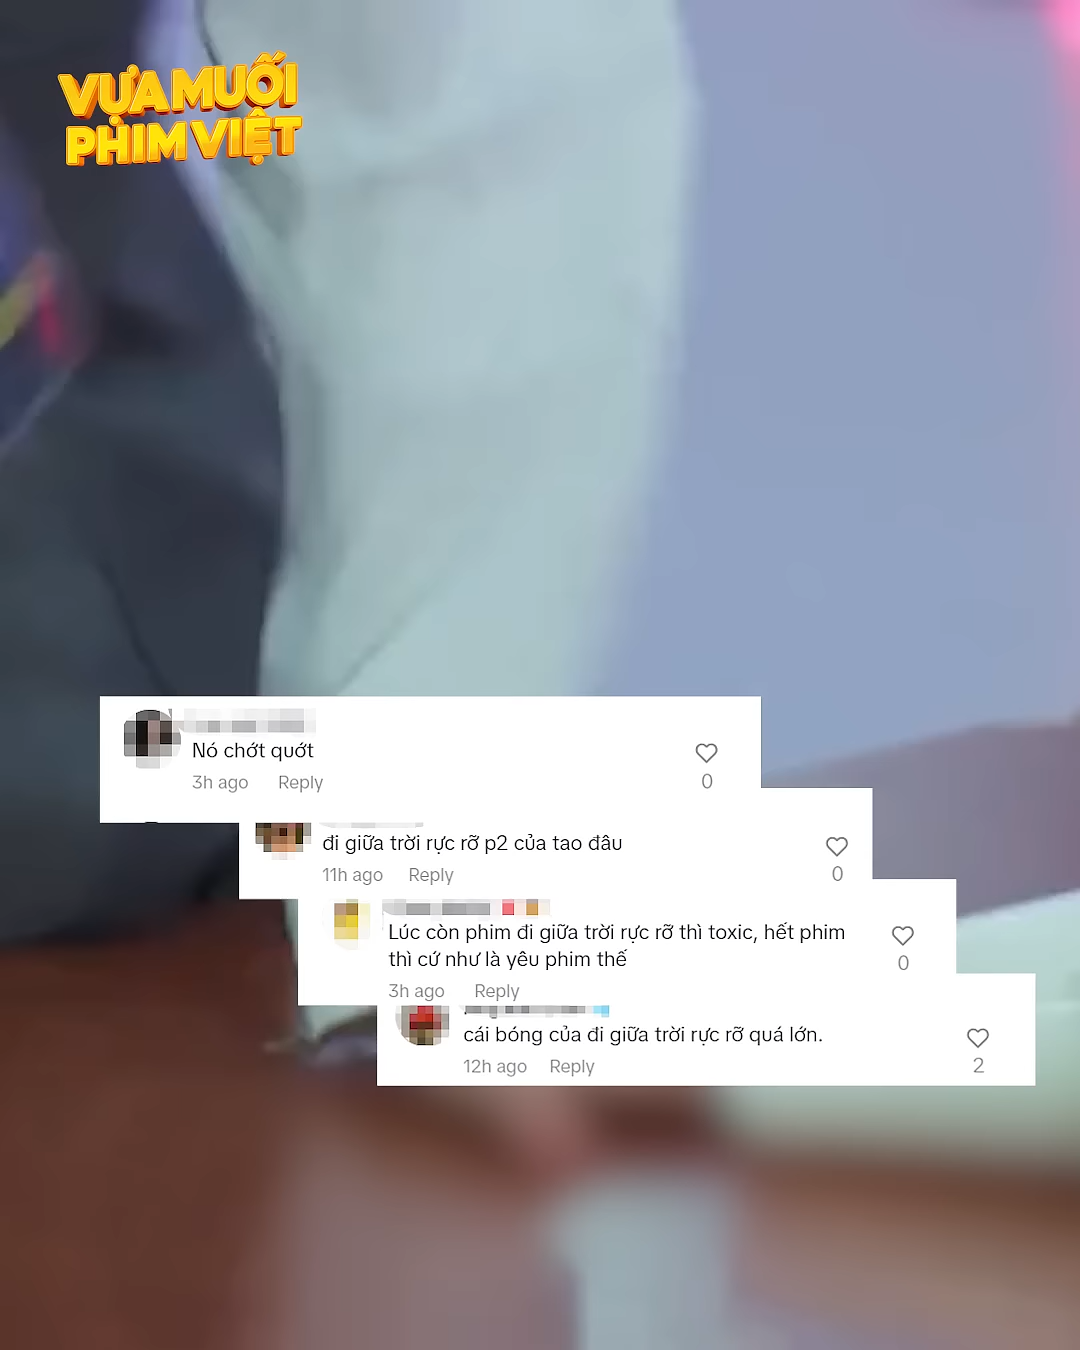 VỰA MUỐI
PHIM VIỆT
Nó chớt quớt
3h ago Reply
0
đi giữa trời rực rỡ p2 của tao đâu
11h ago Reply
0
Lúc còn phim đi giữa trời rực rỡ thì toxic, hết phim
thì cứ như là yêu phim thế
3h ago Reply
0
cái bóng của đi giữa trời rực rỡ quá lớn.
12h ago Reply
2